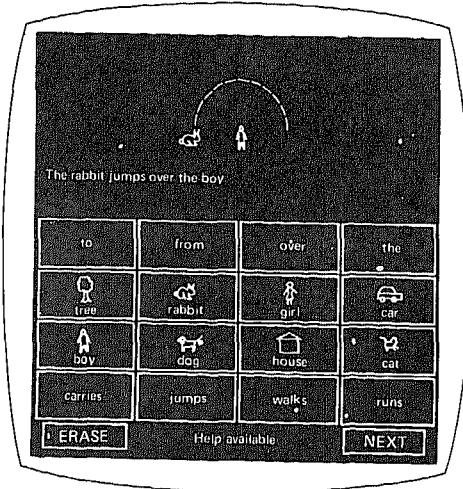 The rabbit jumps over the boy
to from over the
tree rabbit girl car
boy dog house cat
carries jumps walks runs
ERASE Help available NEXT